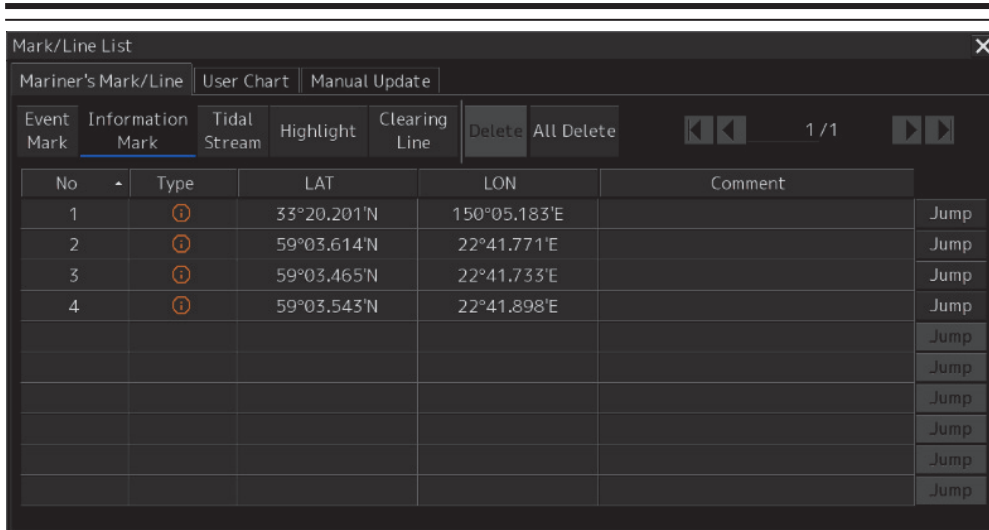 Mark/Line List
Mariner's Mark/Line User Chart Manual Update
Event Mark Information Mark Tidal Stream Highlight Clearing Line Delete All Delete 1 /1
No Type LAT LON Comment
1 33°20.201'N 150°05.183'E Jump
2 59°03.614'N 22°41.771'E Jump
3 59°03.465'N 22°41.733'E Jump
4 59°03.543'N 22°41.898'E Jump
Jump
Jump
Jump
Jump
Jump
Jump